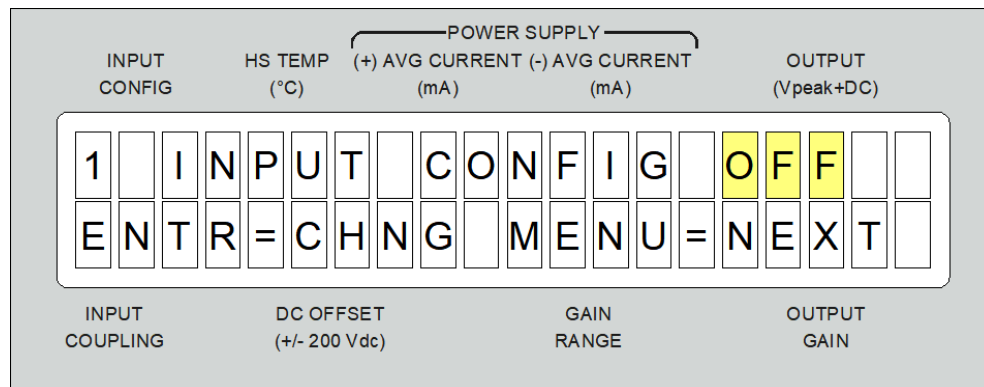 POWER SUPPLY
INPUT CONFIG
HS TEMP (°C)
(+) AVG CURRENT (mA)
(-) AVG CURRENT (mA)
OUTPUT (Vpeak+DC)
1 INPUT CONFIG OFF
ENTR=CHNG MENU=NEXT
INPUT COUPLING
DC OFFSET (+/- 200 Vdc)
GAIN RANGE
OUTPUT GAIN